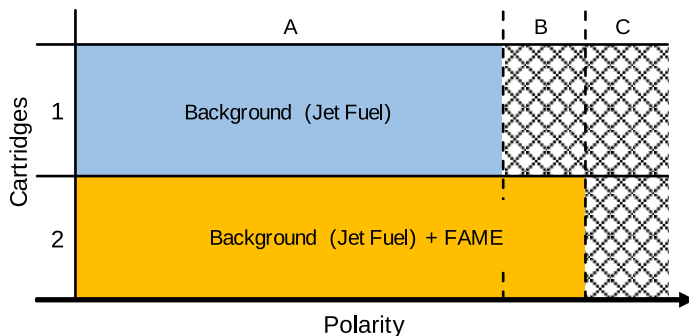 A B C
Cartridges
1 Background (Jet Fuel)
2 Background (Jet Fuel) + FAME
Polarity